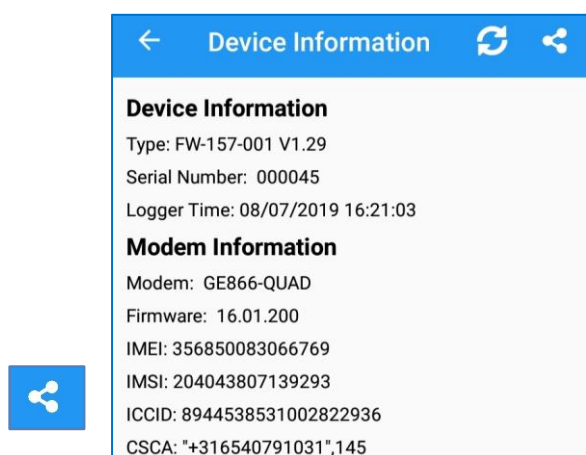 Device Information
Device Information
Type: FW-157-001 V1.29
Serial Number: 000045
Logger Time: 08/07/2019 16:21:03
Modem Information
Modem: GE866-QUAD
Firmware: 16.01.200
IMEI: 356850083066769
IMSI: 204043807139293
ICCID: 8944538531002822936
CSCA: "+316540791031",145